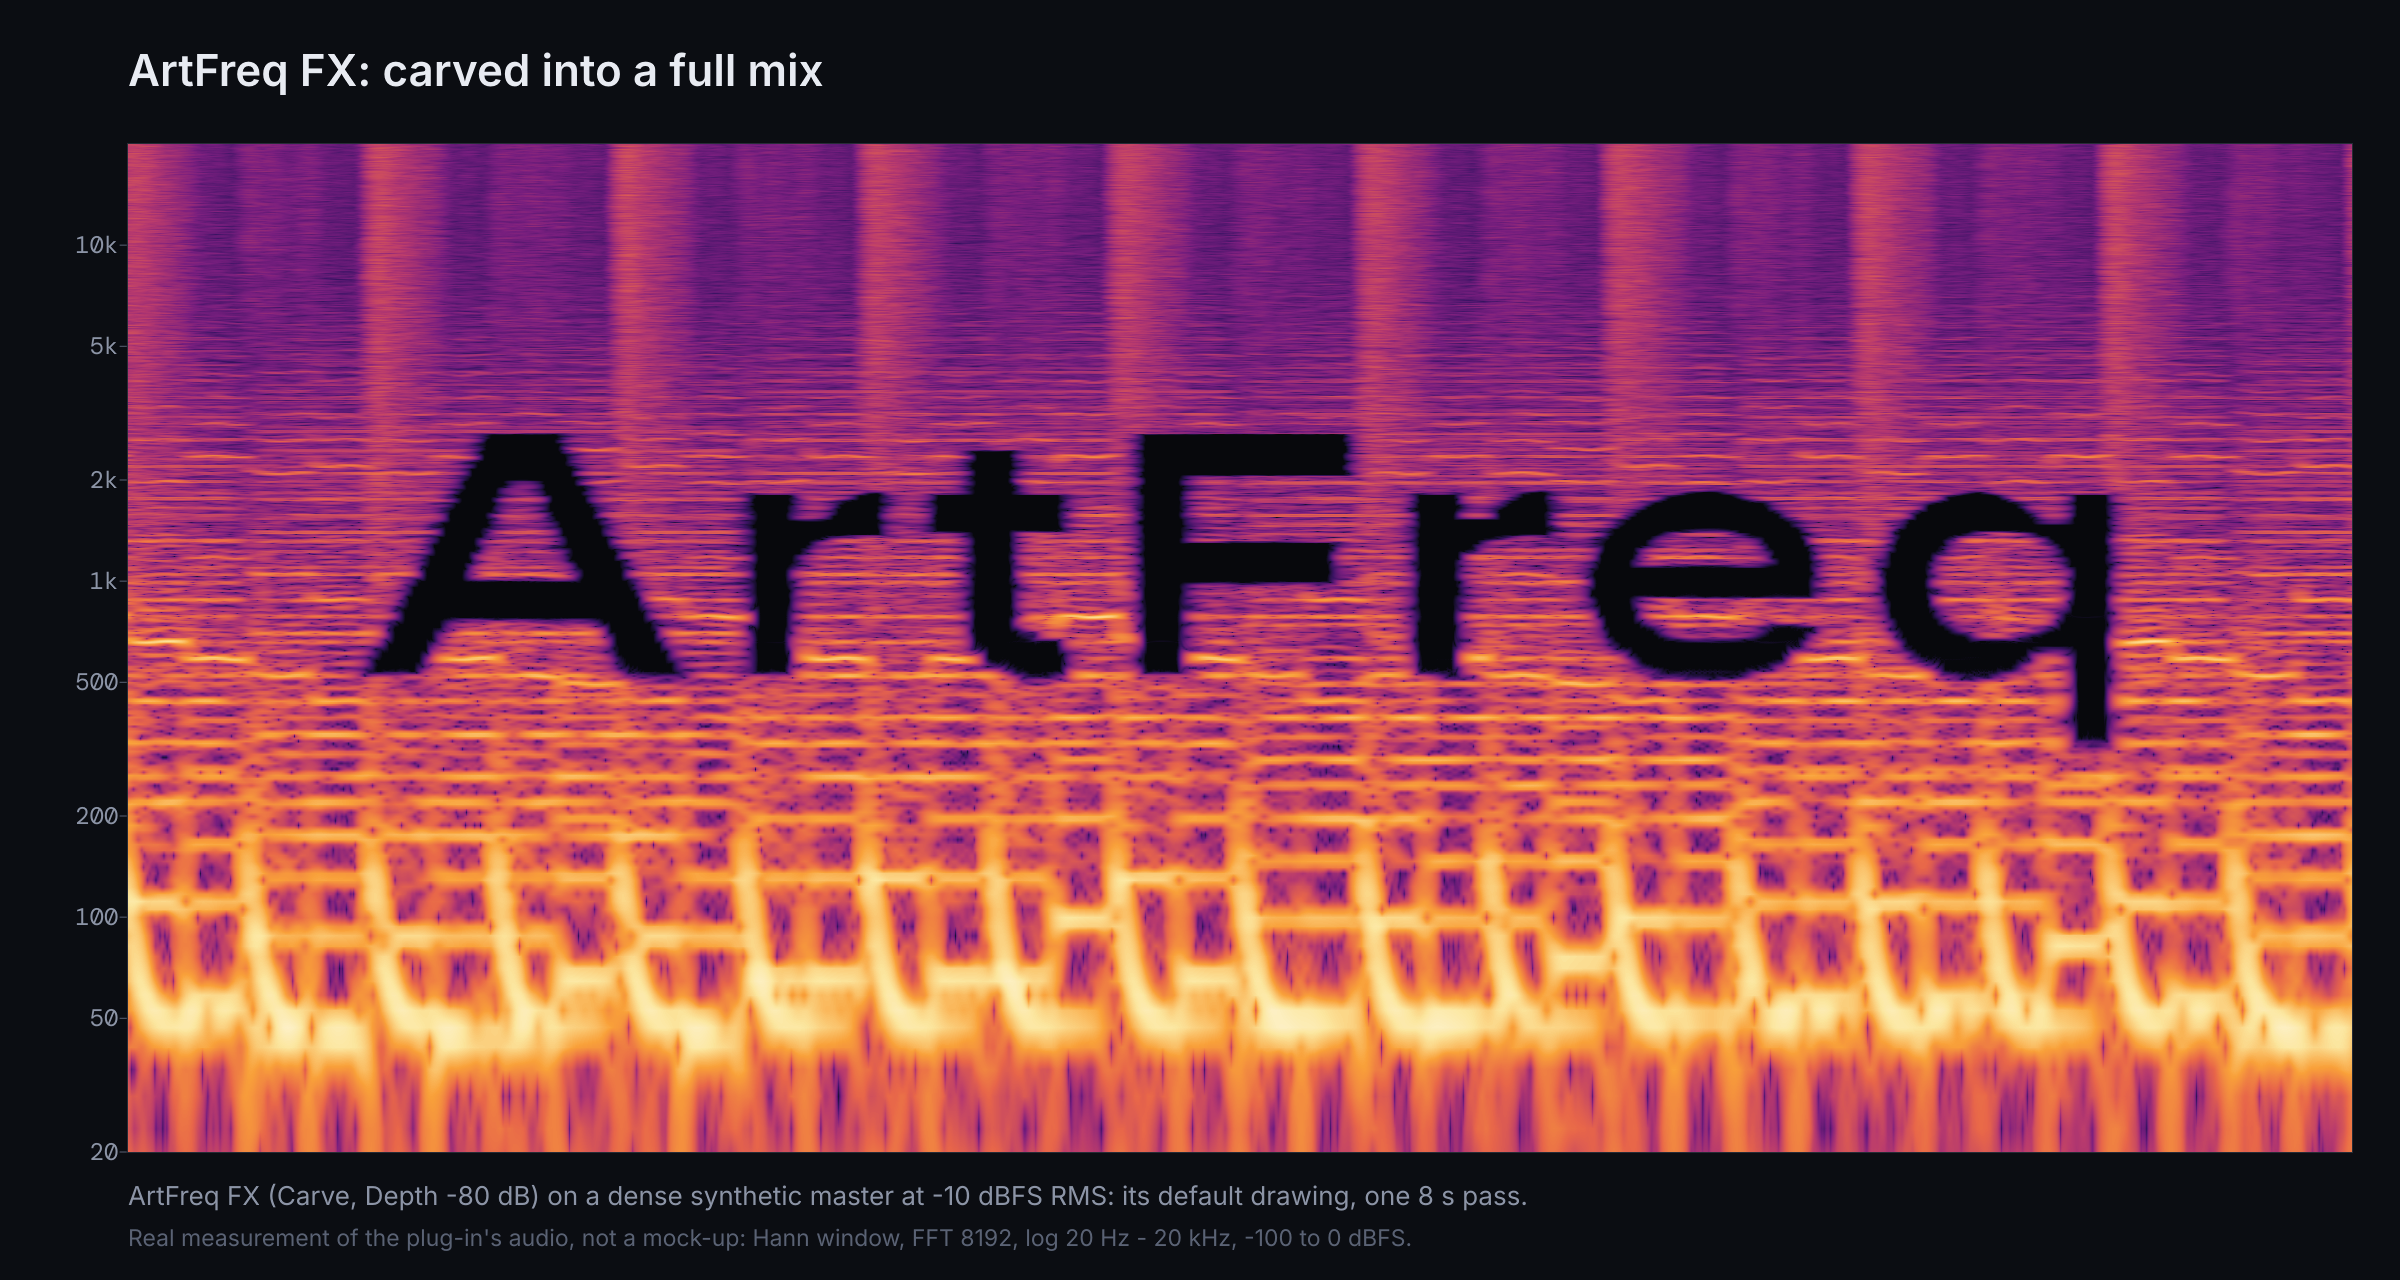 ArtFreq FX: carved into a full mix
10k
5k
2k
1k
500
200
100
50
20
ArtFreq
ArtFreq FX (Carve, Depth -80 dB) on a dense synthetic master at -10 dBFS RMS: its default drawing, one 8 s pass.
Real measurement of the plug-in's audio, not a mock-up: Hann window, FFT 8192, log 20 Hz - 20 kHz, -100 to 0 dBFS.